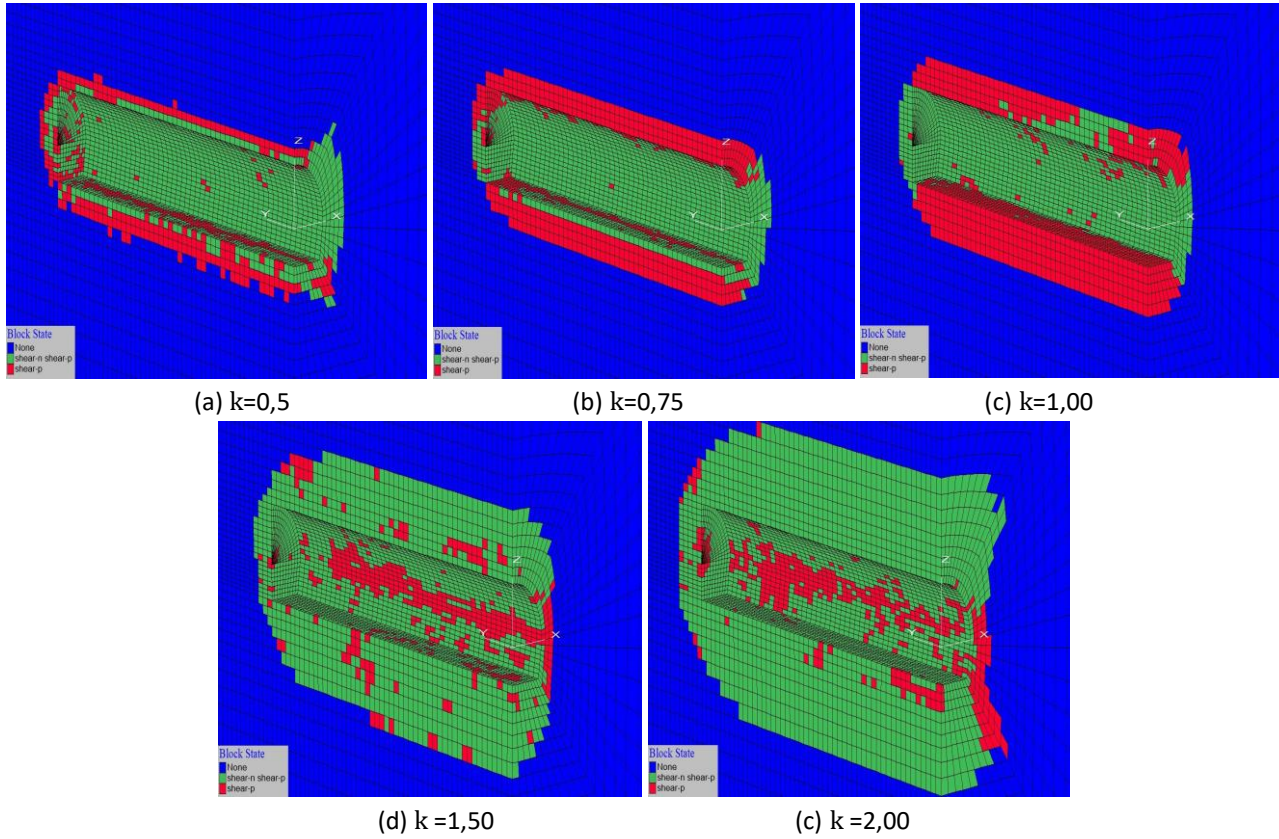 Z
Y
X
Block State
None
shear-n shear-p
shear-p
(a) k=0,5
Z
Y
X
Block State
None
shear-n shear-p
shear-p
(b) k=0,75
Z
Y
X
Block State
None
shear-n shear-p
shear-p
(c) k=1,00
Z
Y
X
Block State
None
shear-n shear-p
shear-p
(d) k =1,50
Z
Y
X
Block State
None
shear-n shear-p
shear-p
(c) k =2,00